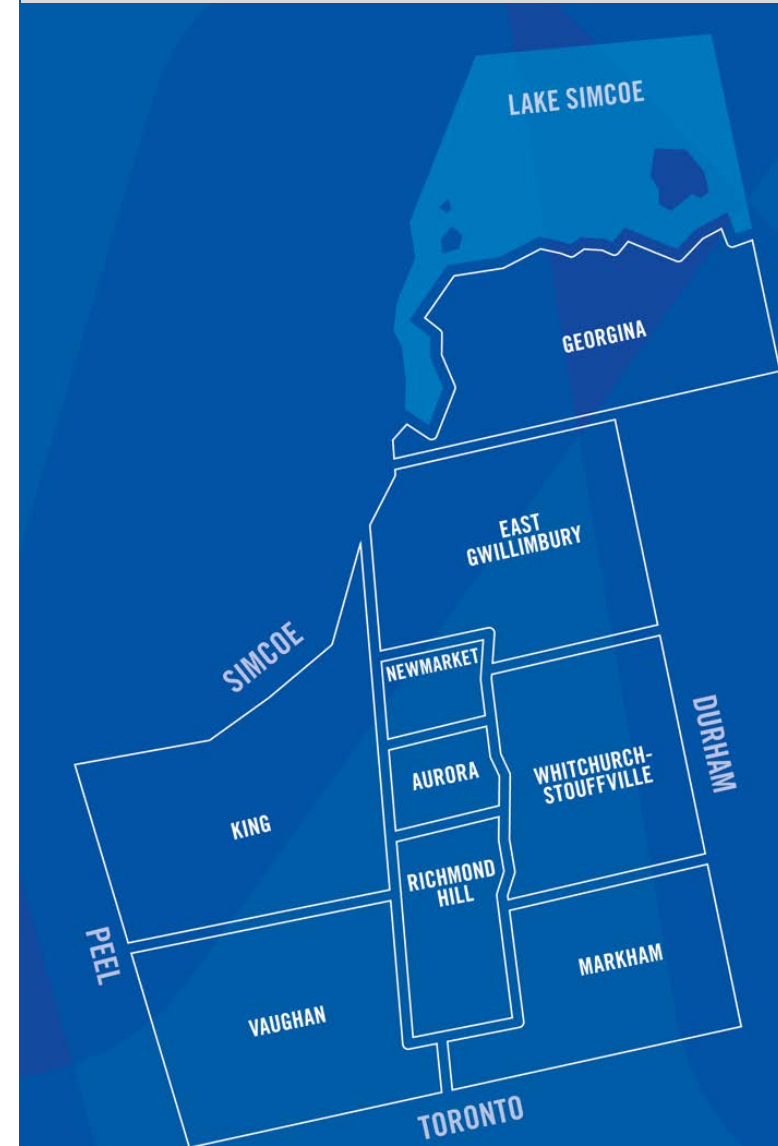 LAKE SIMCOE
GEORGINA
EAST
GWILLIMBURY
SIMCOE
NEWMARKET
DURHAM
AURORA
WHITCHURCH-
STOUFFVILLE
KING
RICHMOND
HILL
PEEL
MARKHAM
VAUGHAN
TORONTO